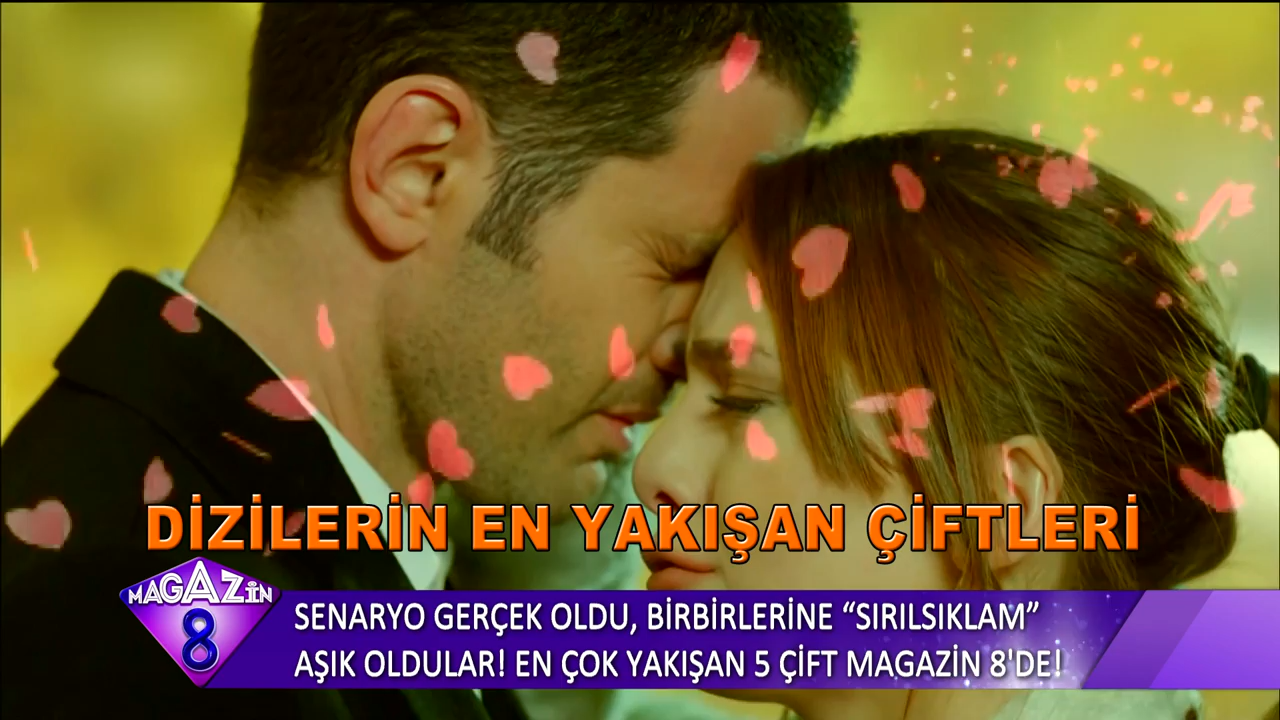 DİZİLERİN EN YAKIŞAN ÇİFTLERİ
MAGAZİN
8
SENARYO GERÇEK OLDU, BİRBİRLERİNE “SIRILSIKLAM”
AŞIK OLDULAR! EN ÇOK YAKIŞAN 5 ÇİFT MAGAZİN 8'DE!